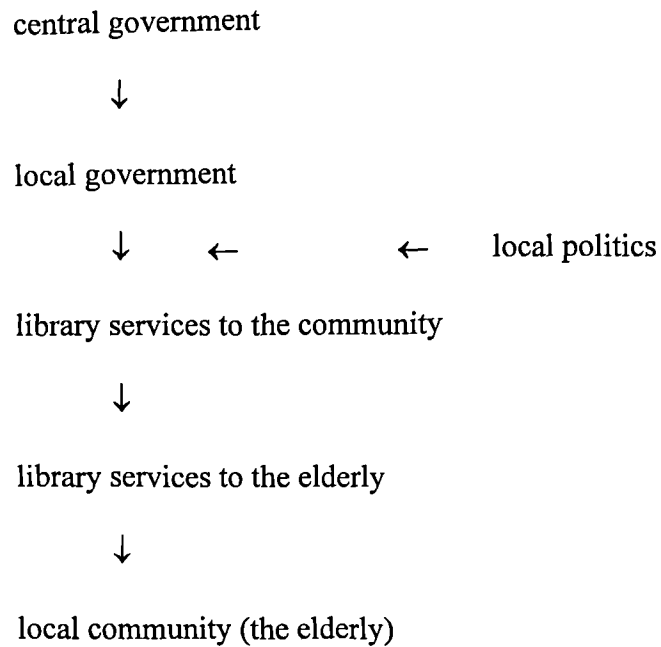 central government
↓
local government
↓ ← ← local politics
library services to the community
↓
library services to the elderly
↓
local community (the elderly)